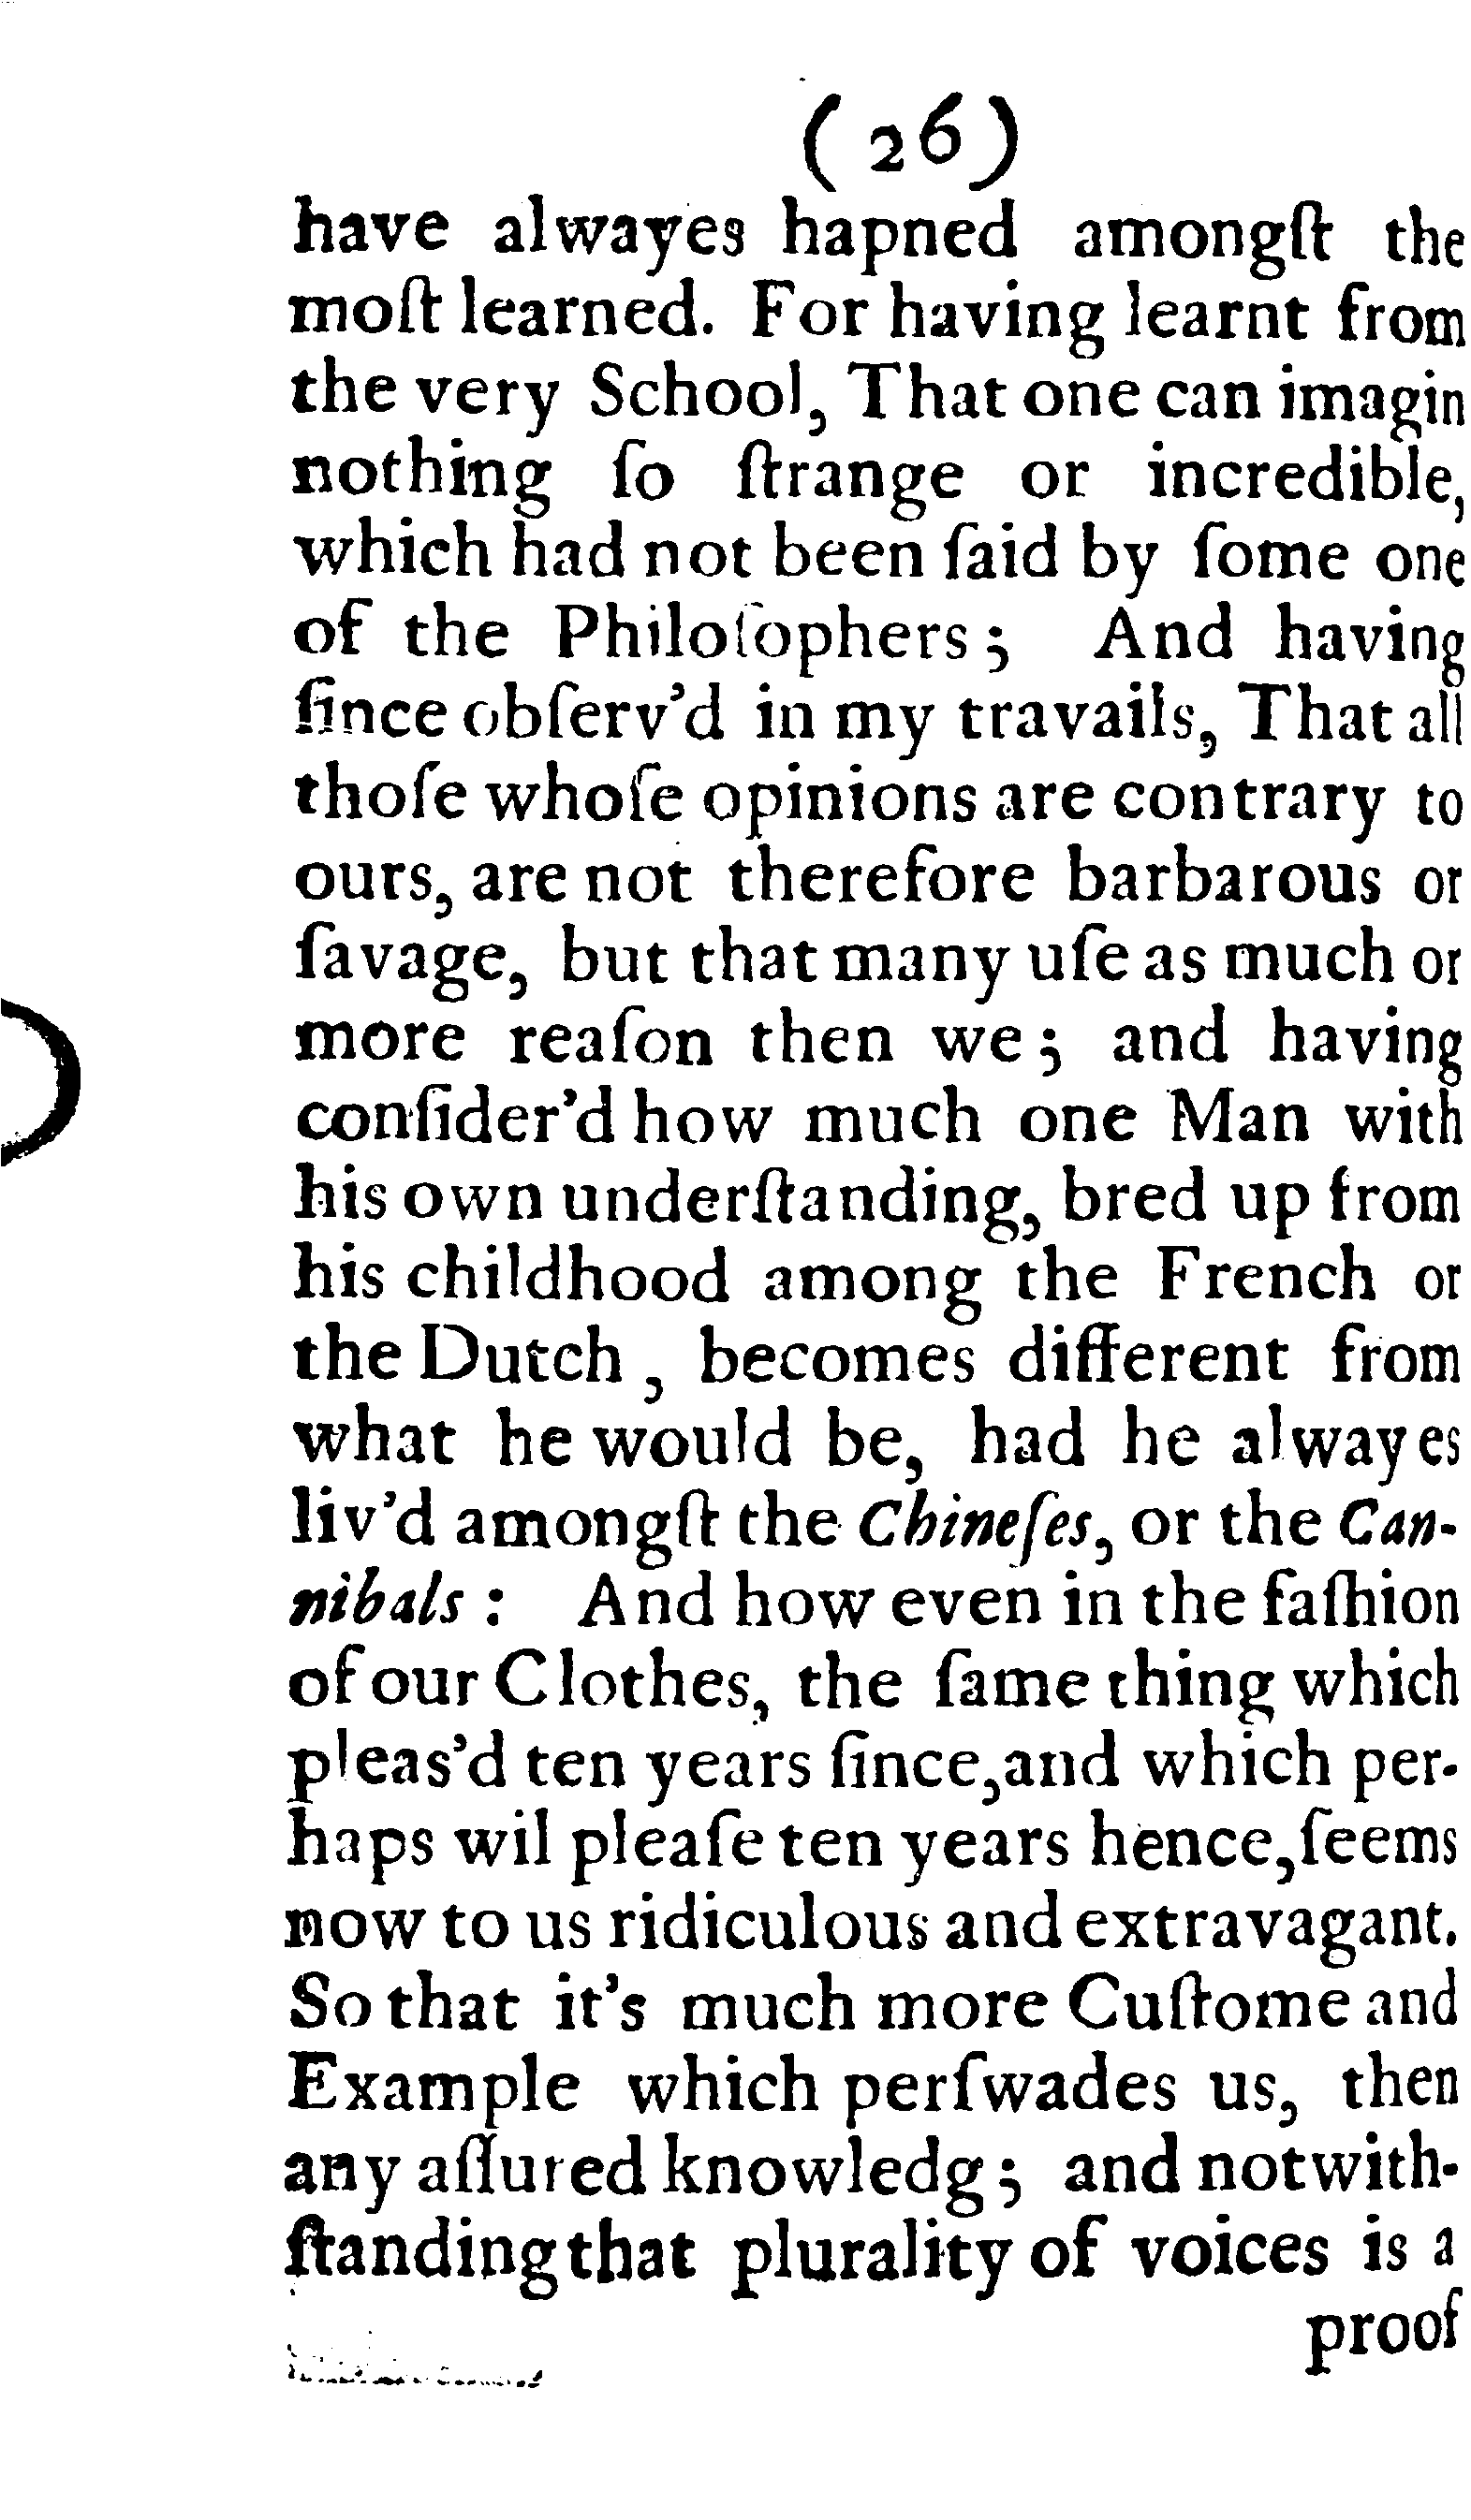 (26)
have alwayes hapned amongſt the
moſt learned. For having learnt from
the very School, That one can imagin
nothing ſo ſtrange or incredible,
which had not been ſaid by ſome one
of the Philoſophers; And having
ſince obſerv'd in my travails, That all
thoſe whoſe opinions are contrary to
ours, are not therefore barbarous or
ſavage, but that many uſe as much or
more reaſon then we; and having
conſider'd how much one Man with
his own underſtanding, bred up from
his childhood among the French or
the Dutch, becomes different from
what he would be, had he alwayes
liv'd amongſt the Chineſes, or the Can-
nibals: And how even in the faſhion
of our Clothes, the ſame thing which
pleas'd ten years ſince,and which per-
haps wil pleaſe ten years hence,ſeems
now to us ridiculous and extravagant.
So that it's much more Cuſtome and
Example which perſwades us, then
any aſſured knowledg; and notwith-
ſtanding that plurality of voices is a
proof